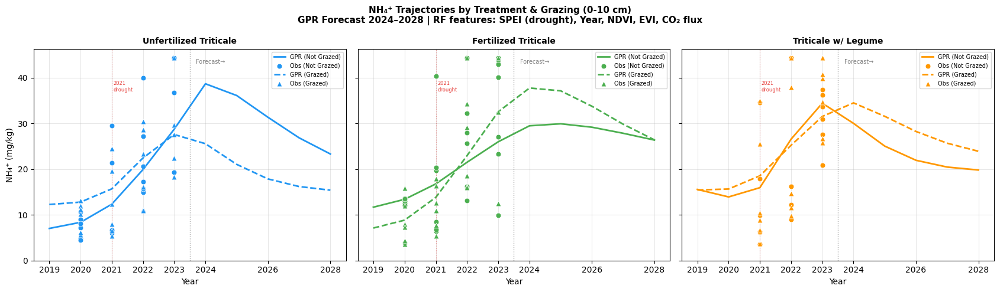 NH₄⁺ Trajectories by Treatment & Grazing (0-10 cm)
GPR Forecast 2024–2028 | RF features: SPEI (drought), Year, NDVI, EVI, CO₂ flux
Unfertilized Triticale
NH₄⁺ (mg/kg)
40
30
20
10
0
2021
drought
Forecast→
GPR (Not Grazed)
Obs (Not Grazed)
GPR (Grazed)
Obs (Grazed)
2019 2020 2021 2022 2023 2024 2026 2028
Year
Fertilized Triticale
2021
drought
Forecast→
GPR (Not Grazed)
Obs (Not Grazed)
GPR (Grazed)
Obs (Grazed)
2019 2020 2021 2022 2023 2024 2026 2028
Year
Triticale w/ Legume
2021
drought
Forecast→
GPR (Not Grazed)
Obs (Not Grazed)
GPR (Grazed)
Obs (Grazed)
2019 2020 2021 2022 2023 2024 2026 2028
Year